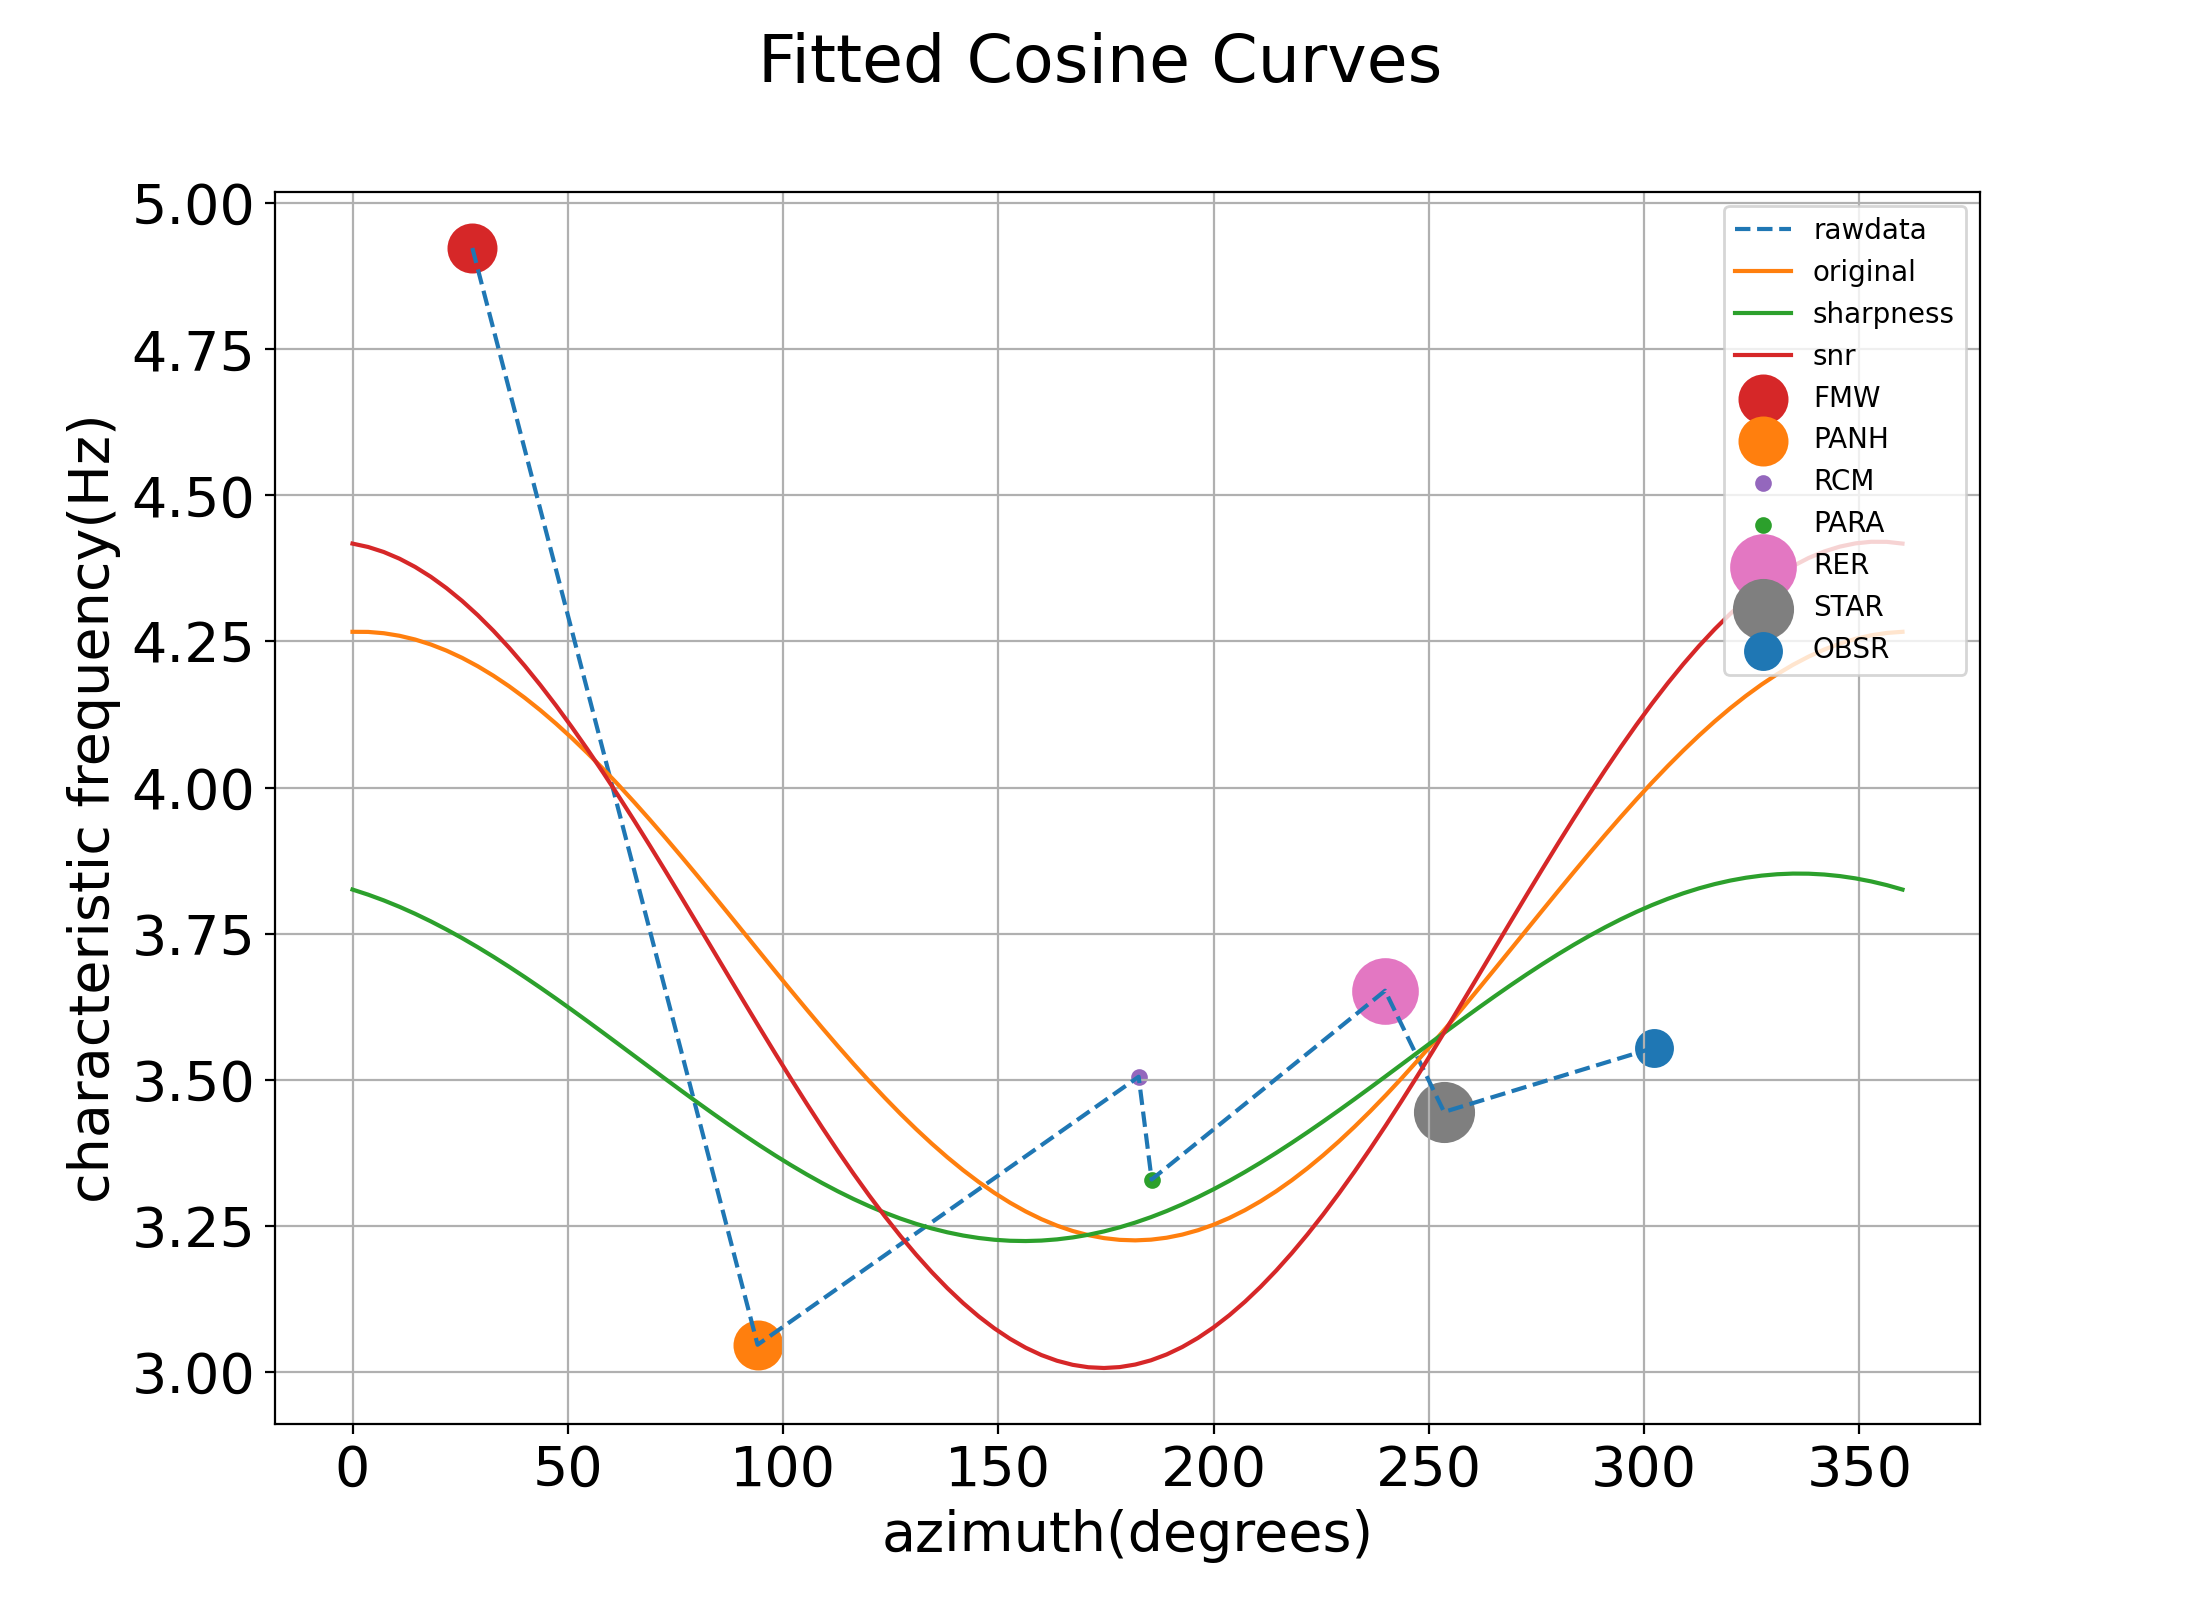 Fitted Cosine Curves
characteristic frequency(Hz)
5.00
4.75
4.50
4.25
4.00
3.75
3.50
3.25
3.00
rawdata
original
sharpness
snr
FMW
PANH
RCM
PARA
RER
STAR
OBSR
0 50 100 150 200 250 300 350
azimuth(degrees)